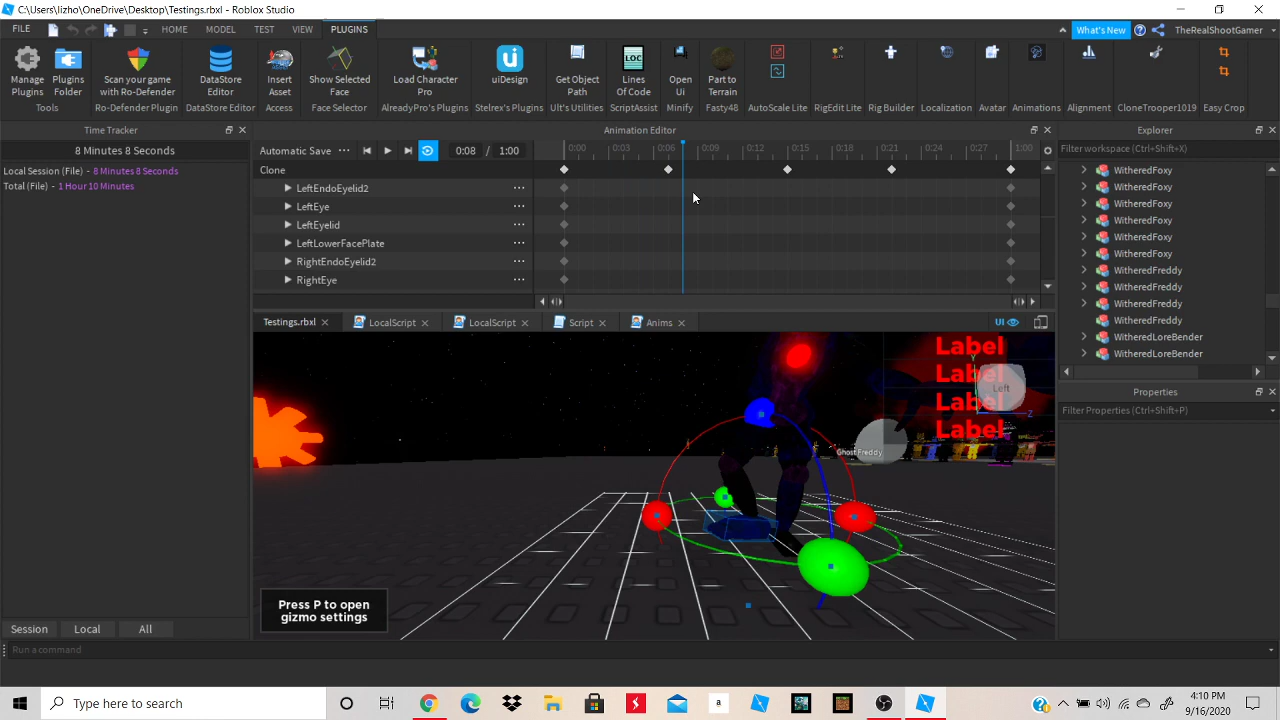 C:\Users\lizho\OneDrive\Desktop\Testings.rbxl - Roblox Studio
FILE
HOME
MODEL
TEST
VIEW
PLUGINS
What's New
TheRealShootGamer
Manage Plugins
Plugins Folder
Scan your game with Ro-Defender
DataStore Editor
Insert Asset
Show Selected Face
Load Character Pro
uiDesign
Get Object Path
LOC
Lines Of Code
Open Ui
Part to Terrain
Tools
Ro-Defender Plugin
DataStore Editor
Access
Face Selector
AlreadyPro's Plugins
Stelrex's Plugins
Ult's Utilities
ScriptAssist
Minify
Fasty48
AutoScale Lite
RigEdit Lite
Rig Builder
Localization
Avatar
Animations
Alignment
CloneTrooper1019
Easy Crop
Time Tracker
8 Minutes 8 Seconds
Local Session (File) - 8 Minutes 8 Seconds
Total (File) - 1 Hour 10 Minutes
Session
Local
All
Animation Editor
Automatic Save
0:08 / 1:00
0:00 0:03 0:06 0:09 0:12 0:15 0:18 0:21 0:24 0:27 1:00
Clone
LeftEndoEyelid2
LeftEye
LeftEyelid
LeftLowerFacePlate
RightEndoEyelid2
RightEye
Testings.rbxl
LocalScript
LocalScript
Script
Anims
UI
Label
Label
Label
Label
Y
Left
Z
Ghost Freddy
Press P to open
gizmo settings
Explorer
Filter workspace (Ctrl+Shift+X)
WitheredFoxy
WitheredFoxy
WitheredFoxy
WitheredFoxy
WitheredFoxy
WitheredFoxy
WitheredFreddy
WitheredFreddy
WitheredFreddy
WitheredFreddy
WitheredLoreBender
WitheredLoreBender
Properties
Filter Properties (Ctrl+Shift+P)
Run a command
Type here to search
a
4:10 PM
9/16/2020